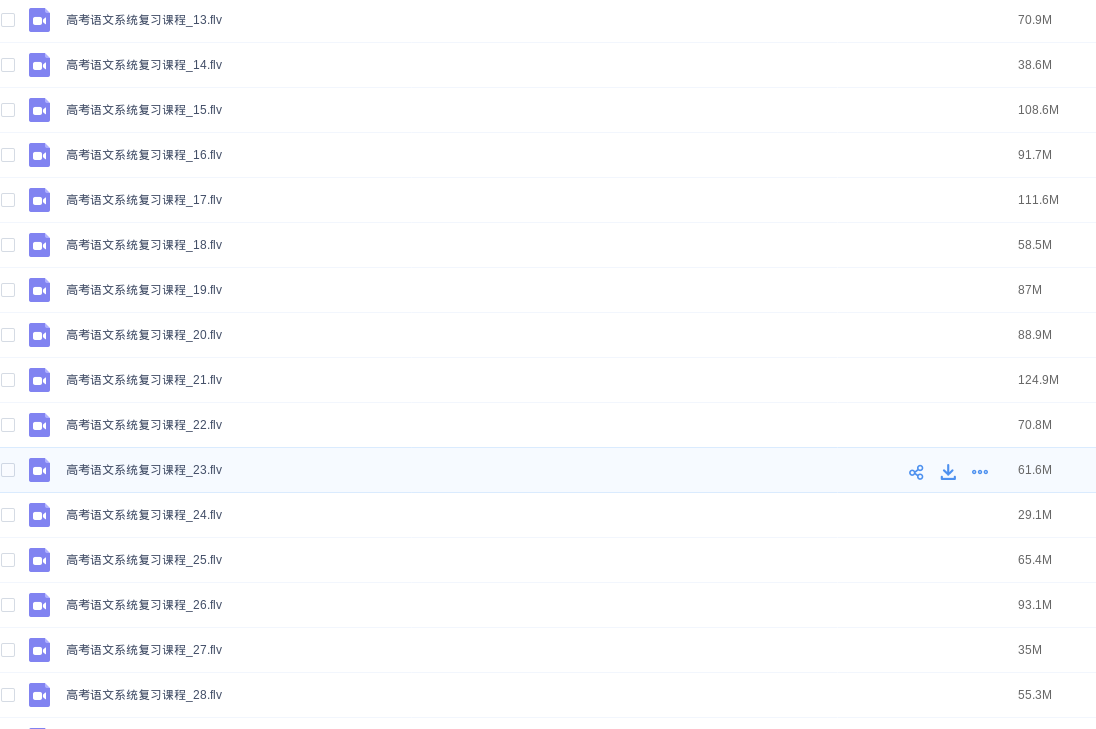 高考语文系统复习课程_13.flv 70.9M
高考语文系统复习课程_14.flv 38.6M
高考语文系统复习课程_15.flv 108.6M
高考语文系统复习课程_16.flv 91.7M
高考语文系统复习课程_17.flv 111.6M
高考语文系统复习课程_18.flv 58.5M
高考语文系统复习课程_19.flv 87M
高考语文系统复习课程_20.flv 88.9M
高考语文系统复习课程_21.flv 124.9M
高考语文系统复习课程_22.flv 70.8M
高考语文系统复习课程_23.flv 61.6M
高考语文系统复习课程_24.flv 29.1M
高考语文系统复习课程_25.flv 65.4M
高考语文系统复习课程_26.flv 93.1M
高考语文系统复习课程_27.flv 35M
高考语文系统复习课程_28.flv 55.3M